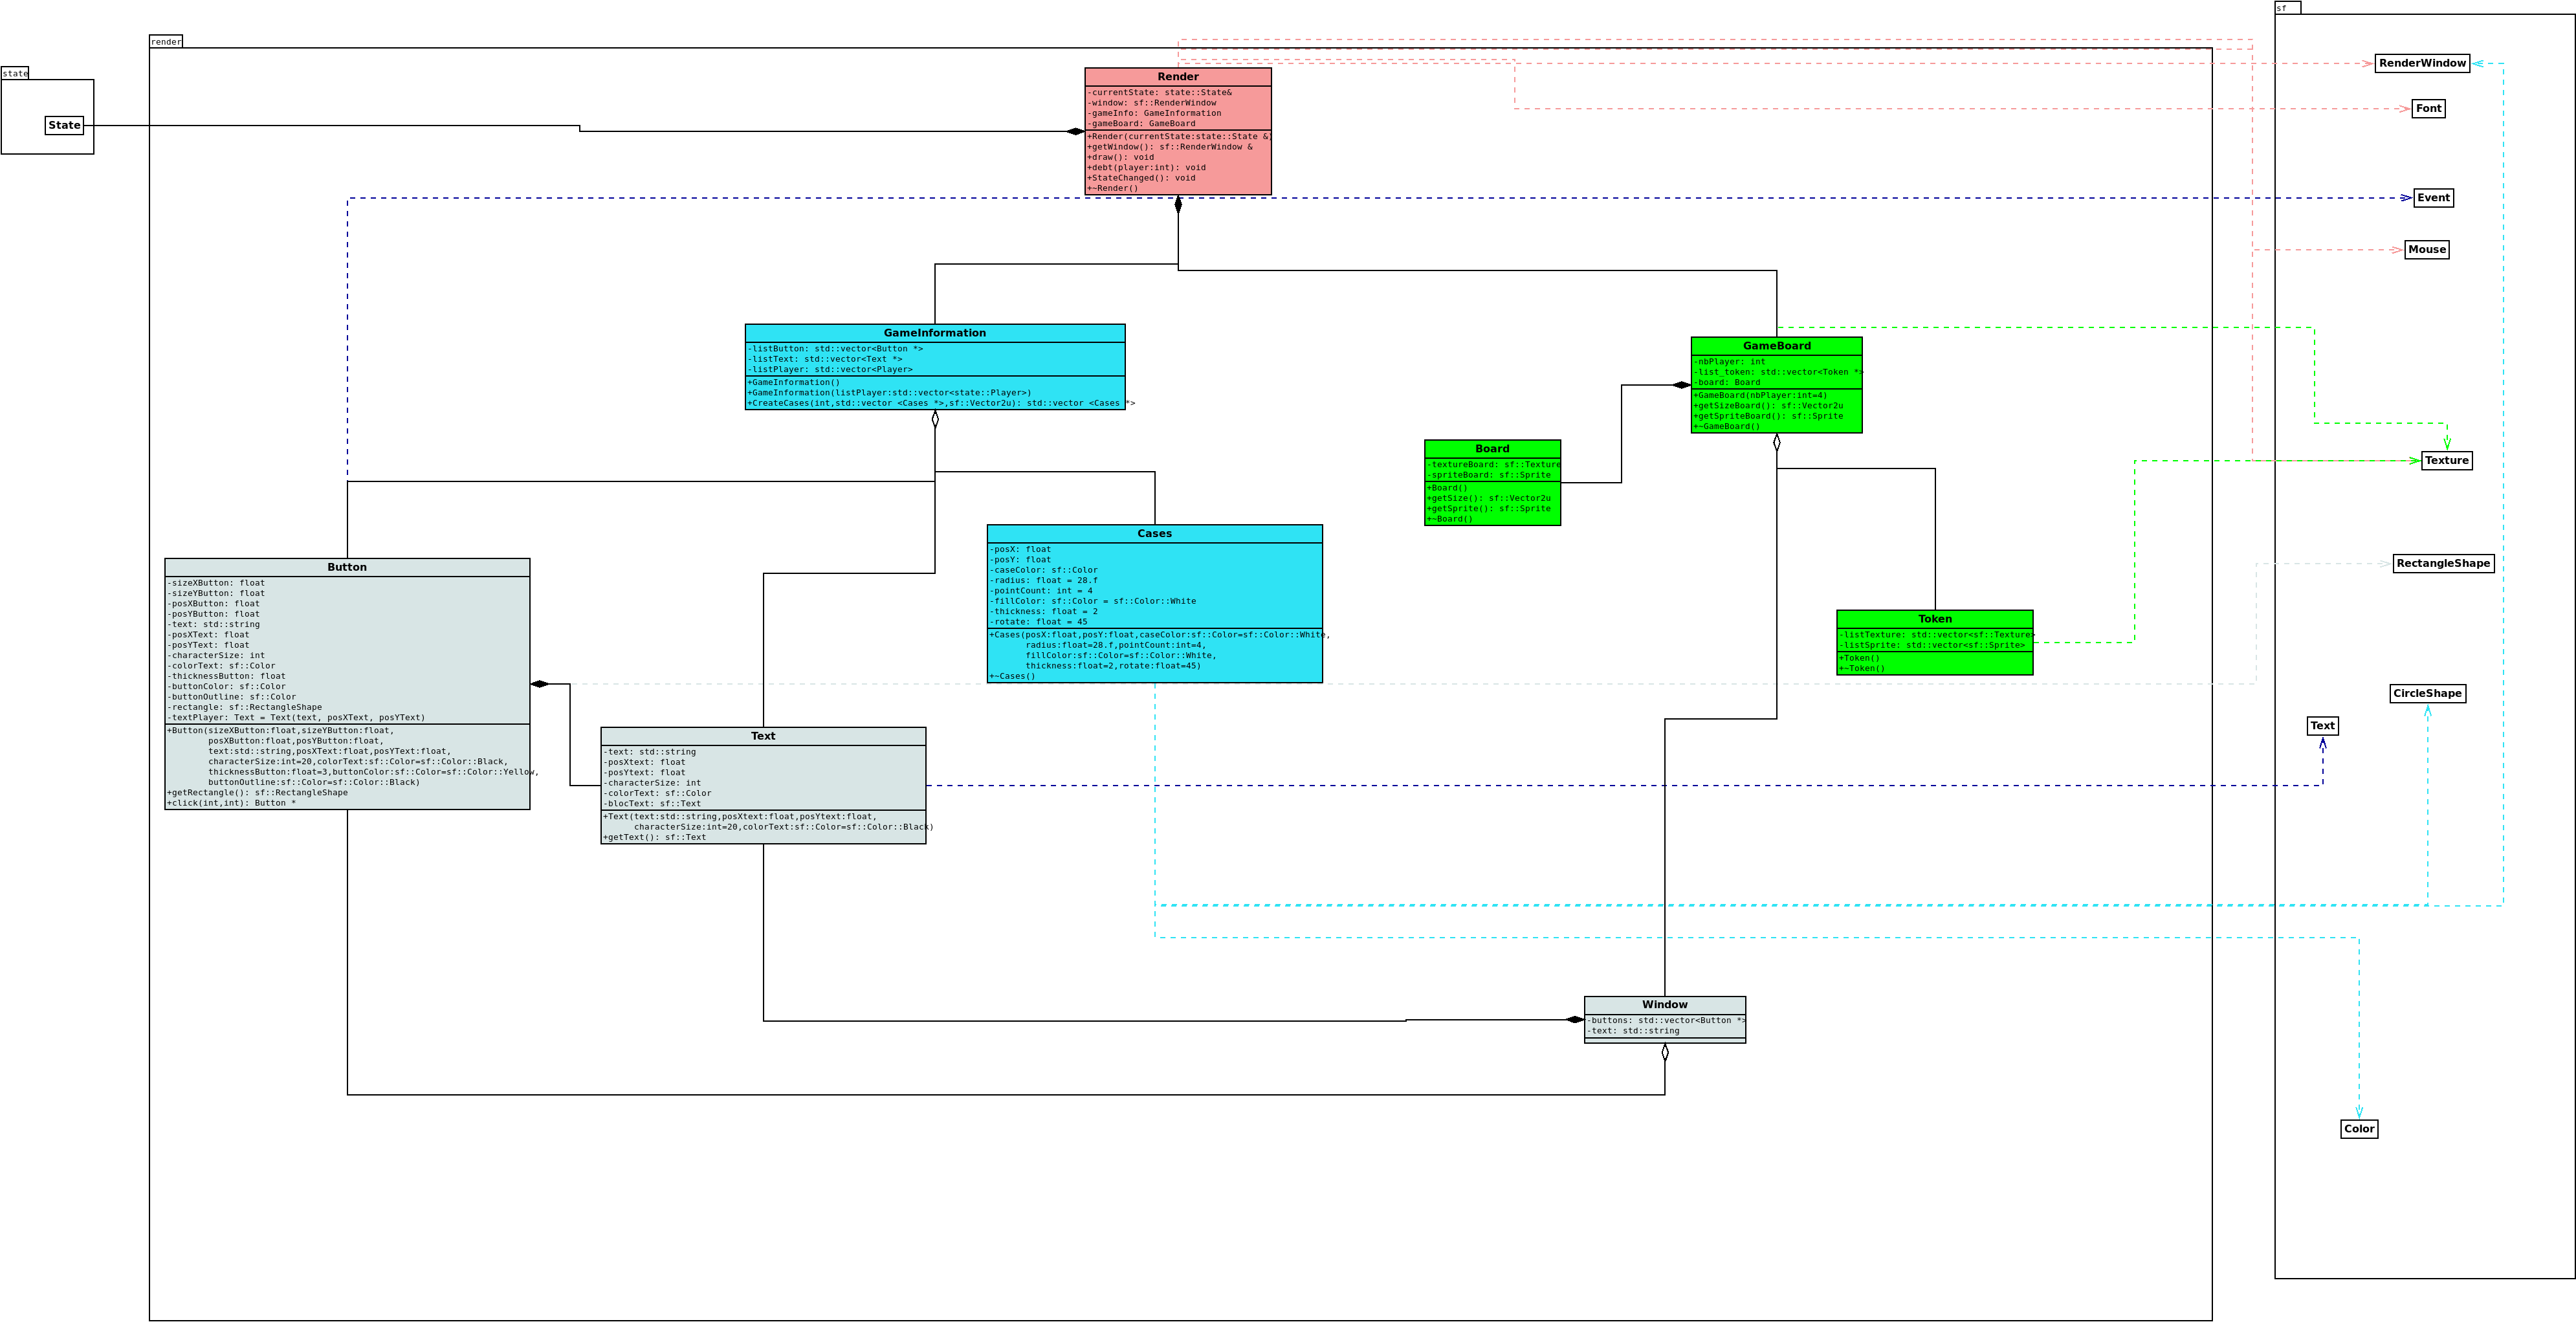 sf
render
state
State
Render
-currentState: state::State&
-window: sf::RenderWindow
-gameInfo: GameInformation
-gameBoard: GameBoard
+Render(currentState:state::State &)
+getWindow(): sf::RenderWindow &
+draw(): void
+debt(player:int): void
+StateChanged(): void
+~Render()
RenderWindow
Font
Event
Mouse
GameInformation
-listButton: std::vector<Button *>
-listText: std::vector<Text *>
-listPlayer: std::vector<Player>
+GameInformation()
+GameInformation(listPlayer:std::vector<state::Player>)
+CreateCases(int,std::vector <Cases *>,sf::Vector2u): std::vector <Cases *>
GameBoard
-nbPlayer: int
-list_token: std::vector<Token *>
-board: Board
+GameBoard(nbPlayer:int=4)
+getSizeBoard(): sf::Vector2u
+getSpriteBoard(): sf::Sprite
+~GameBoard()
Board
-textureBoard: sf::Texture
-spriteBoard: sf::Sprite
+Board()
+getSize(): sf::Vector2u
+getSprite(): sf::Sprite
+~Board()
Texture
Cases
-posX: float
-posY: float
-caseColor: sf::Color
-radius: float = 28.f
-pointCount: int = 4
-fillColor: sf::Color = sf::Color::White
-thickness: float = 2
-rotate: float = 45
+Cases(posX:float,posY:float,caseColor:sf::Color=sf::Color::White,
radius:float=28.f,pointCount:int=4,
fillColor:sf::Color=sf::Color::White,
thickness:float=2,rotate:float=45)
+~Cases()
RectangleShape
Button
-sizeXButton: float
-sizeYButton: float
-posXButton: float
-posYButton: float
-text: std::string
-posXText: float
-posYText: float
-characterSize: int
-colorText: sf::Color
-thicknessButton: float
-buttonColor: sf::Color
-buttonOutline: sf::Color
-rectangle: sf::RectangleShape
-textPlayer: Text = Text(text, posXText, posYText)
+Button(sizeXButton:float,sizeYButton:float,
posXButton:float,posYButton:float,
text:std::string,posXText:float,posYText:float,
characterSize:int=20,colorText:sf::Color=sf::Color::Black,
thicknessButton:float=3,buttonColor:sf::Color=sf::Color::Yellow,
buttonOutline:sf::Color=sf::Color::Black)
+getRectangle(): sf::RectangleShape
+click(int,int): Button *
Token
-listTexture: std::vector<sf::Texture>
-listSprite: std::vector<sf::Sprite>
+Token()
+~Token()
CircleShape
Text
Text
-text: std::string
-posXtext: float
-posYtext: float
-characterSize: int
-colorText: sf::Color
-blocText: sf::Text
+Text(text:std::string,posXtext:float,posYtext:float,
characterSize:int=20,colorText:sf::Color=sf::Color::Black)
+getText(): sf::Text
Window
-buttons: std::vector<Button *>
-text: std::string
Color